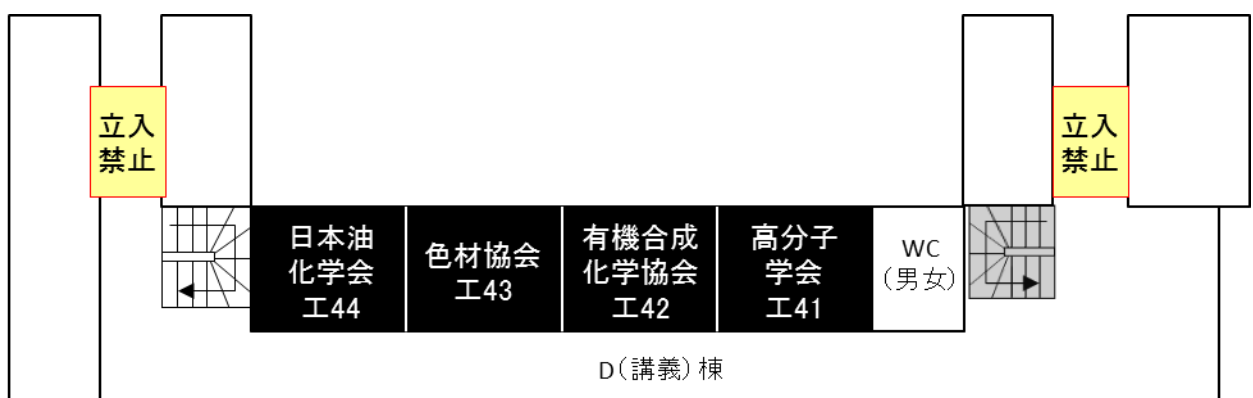 立入
禁止
立入
禁止
日本油
化学会
工44
色材協会
工43
有機合成
化学協会
工42
高分子
学会
工41
WC
(男女)
D(講義)棟